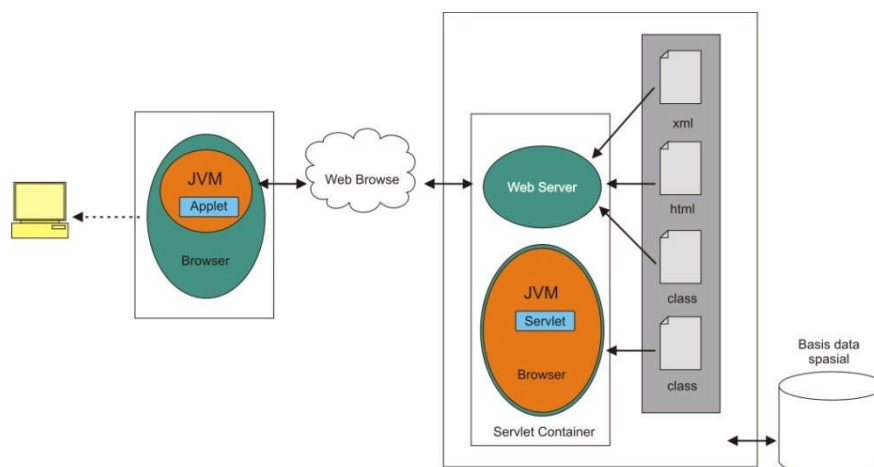 JVM
Applet
Browser
Web Browse
Web Server
JVM
Servlet
Browser
Servlet Container
xml
html
class
class
Basis data
spasial